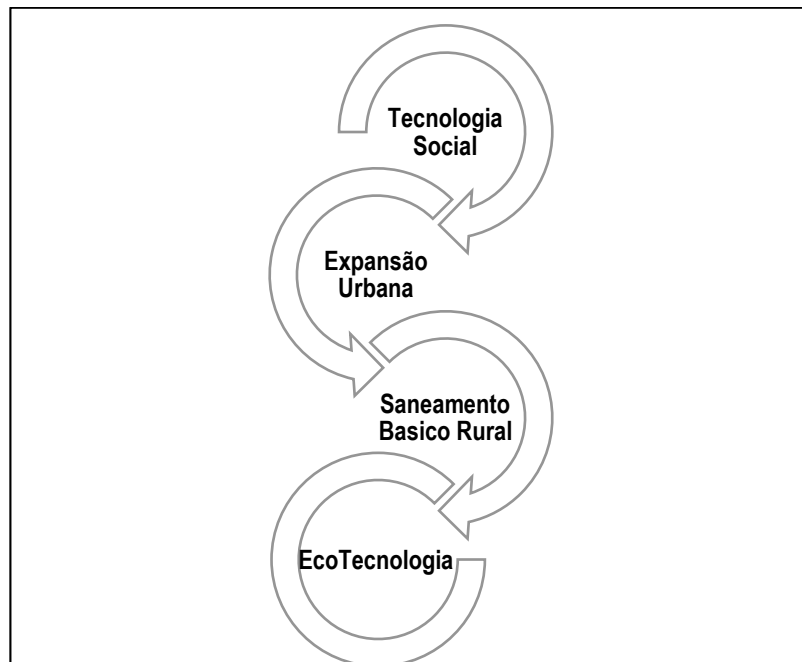 Tecnologia
Social
Expansão
Urbana
Saneamento
Basico Rural
EcoTecnologia